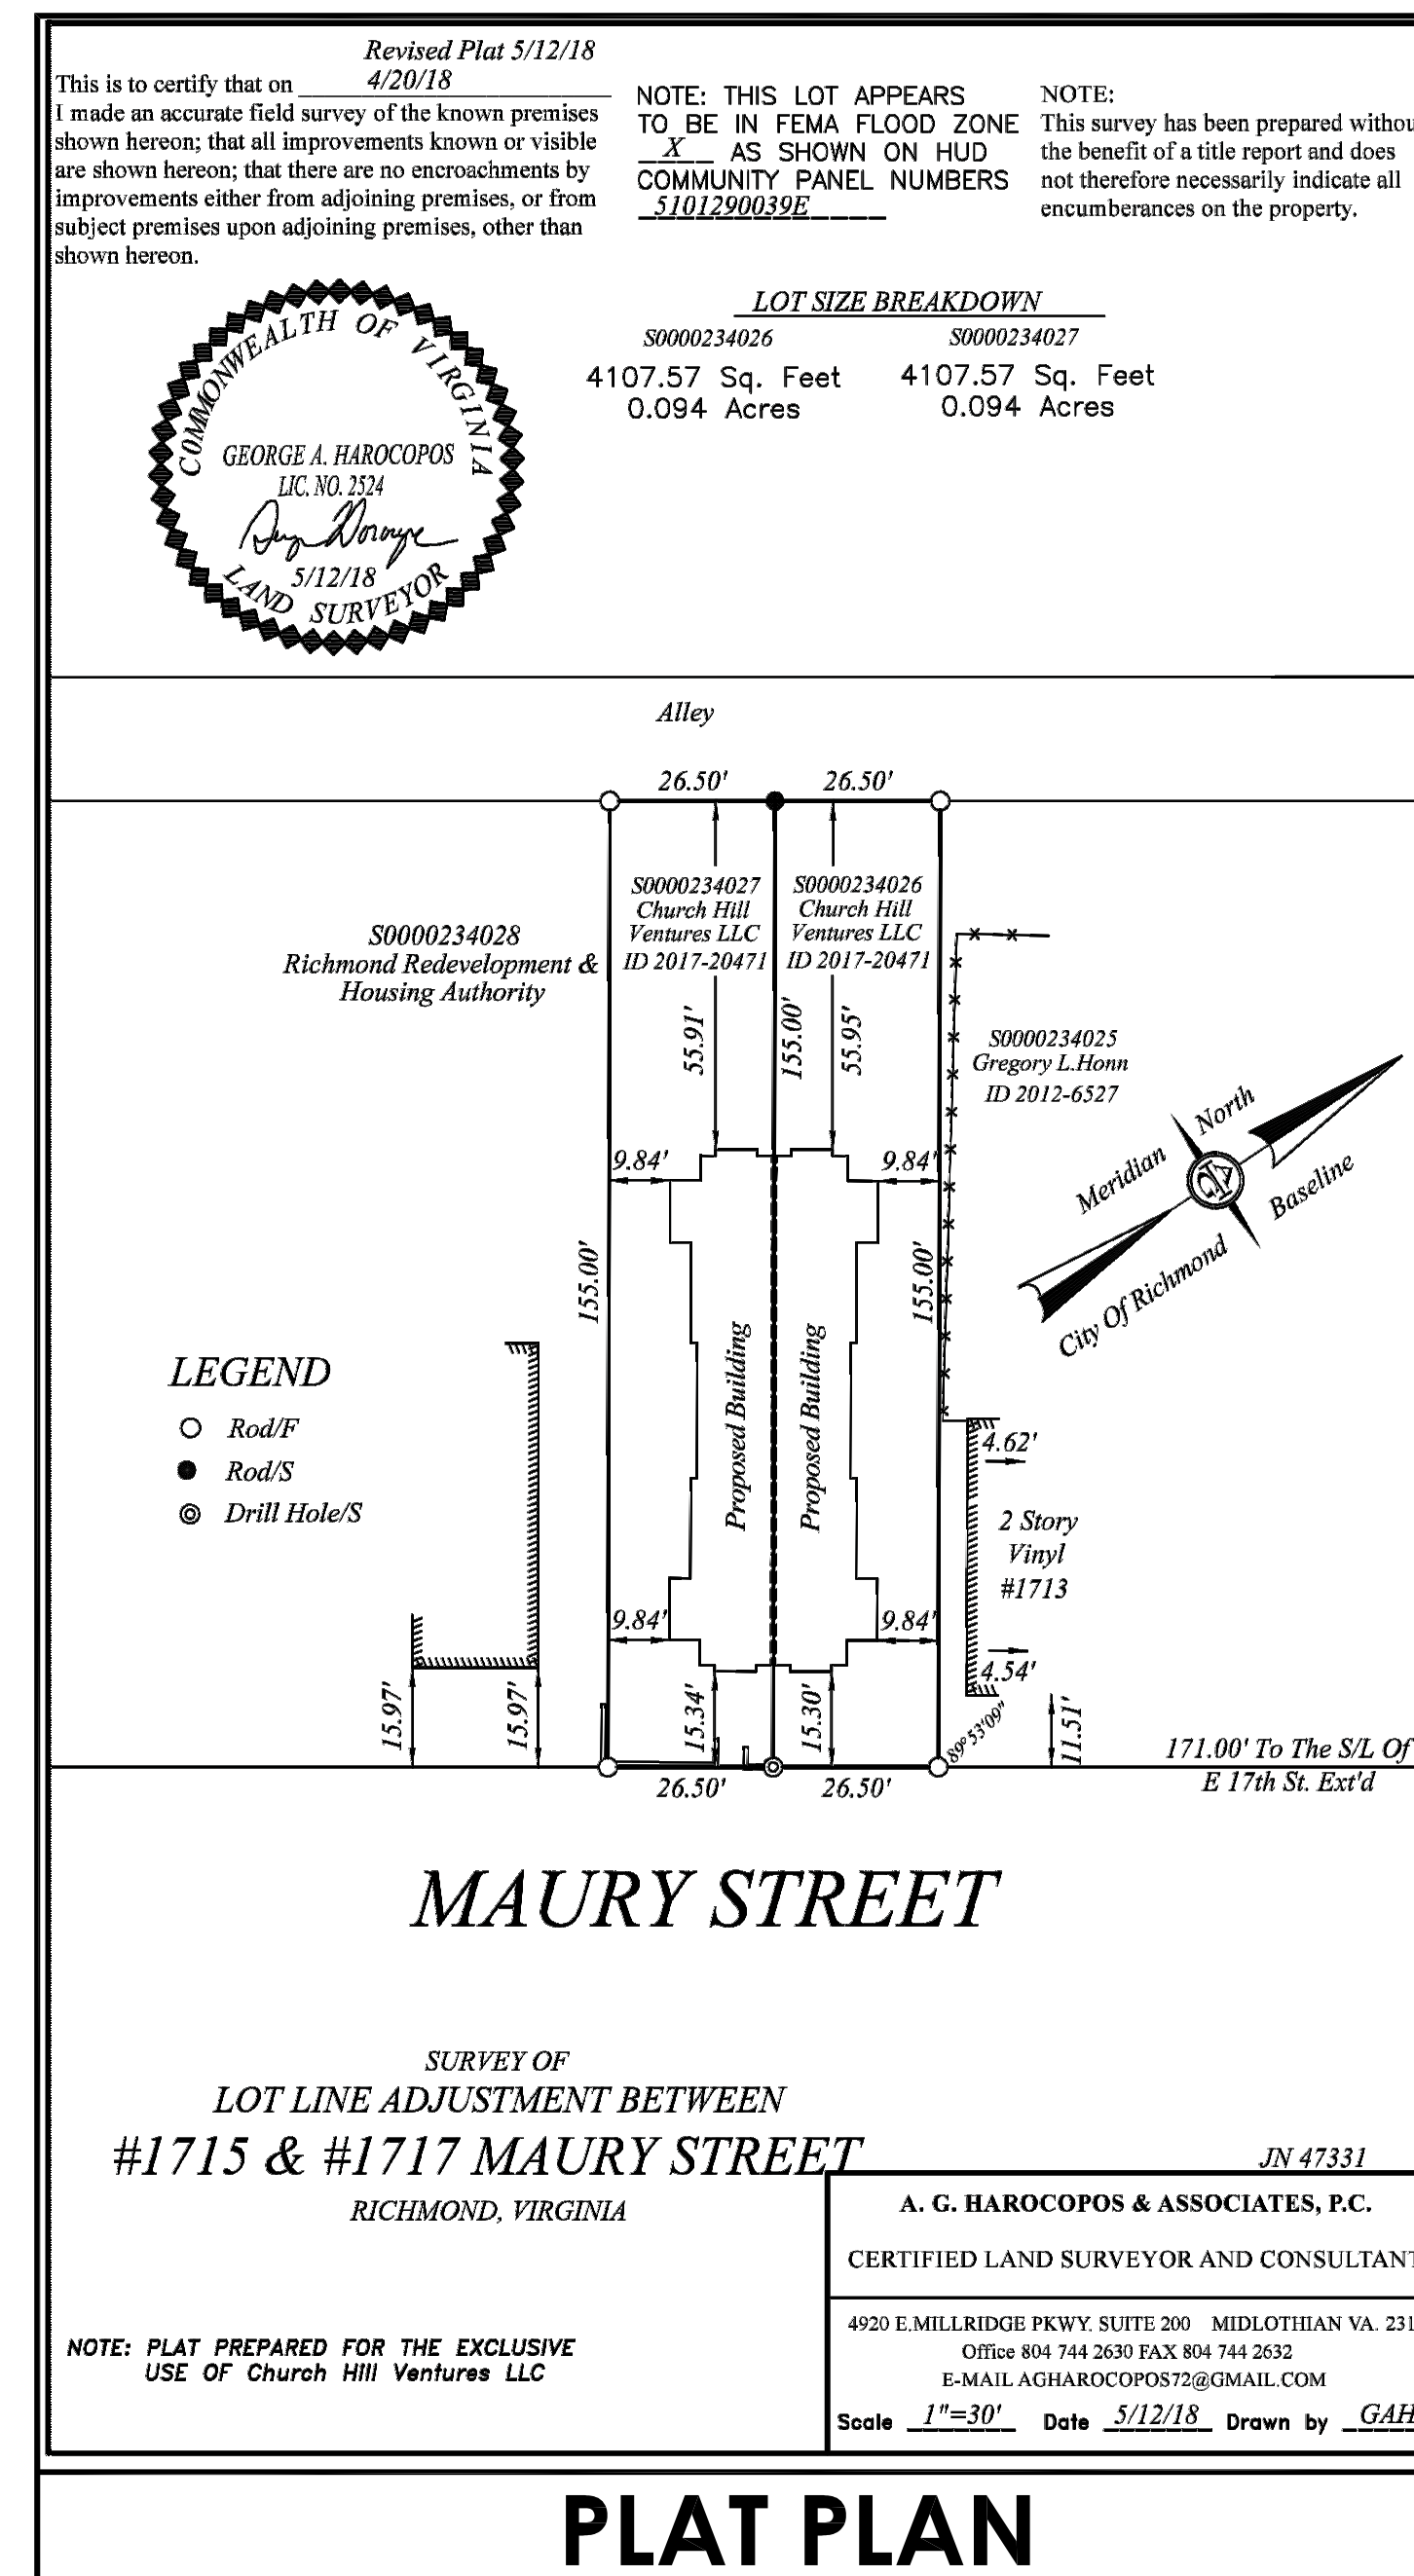 Revised Plat 5/12/18
This is to certify that on 4/20/18
I made an accurate field survey of the known premises
shown hereon; that all improvements known or visible
are shown hereon; that there are no encroachments by
improvements either from adjoining premises, or from
subject premises upon adjoining premises, other than
shown hereon.
NOTE: THIS LOT APPEARS
TO BE IN FEMA FLOOD ZONE
X AS SHOWN ON HUD
COMMUNITY PANEL NUMBERS
5101290039E
NOTE:
This survey has been prepared withou
the benefit of a title report and does
not therefore necessarily indicate all
encumberances on the property.
LOT SIZE BREAKDOWN
S0000234026
4107.57 Sq. Feet
0.094 Acres
S0000234027
4107.57 Sq. Feet
0.094 Acres
COMMONWEALTH OF VIRGINIA
GEORGE A. HAROCOPOS
LIC. NO. 2524
5/12/18
LAND SURVEYOR
Alley
26.50'
26.50'
S0000234027
Church Hill
Ventures LLC
ID 2017-20471
S0000234026
Church Hill
Ventures LLC
ID 2017-20471
S0000234028
Richmond Redevelopment &
Housing Authority
55.91'
155.00'
55.95'
S0000234025
Gregory L.Honn
ID 2012-6527
Meridian North
City Of Richmond Baseline
9.84'
9.84'
155.00'
155.00'
Proposed Building
Proposed Building
LEGEND
Rod/F
Rod/S
Drill Hole/S
4.62'
2 Story
Vinyl
#1713
9.84'
9.84'
4.54'
15.97'
15.97'
15.34'
15.30'
89°53'09"
11.51'
171.00' To The S/L Of
E 17th St. Ext'd
26.50'
26.50'
MAURY STREET
SURVEY OF
LOT LINE ADJUSTMENT BETWEEN
#1715 & #1717 MAURY STREET
RICHMOND, VIRGINIA
JN 47331
A. G. HAROCOPOS & ASSOCIATES, P.C.
CERTIFIED LAND SURVEYOR AND CONSULTANT
4920 E.MILLRIDGE PKWY. SUITE 200 MIDLOTHIAN VA. 231
Office 804 744 2630 FAX 804 744 2632
E-MAIL AGHAROCOPOS72@GMAIL.COM
Scale 1"=30' Date 5/12/18 Drawn by GAH
NOTE: PLAT PREPARED FOR THE EXCLUSIVE
USE OF Church Hill Ventures LLC
PLAT PLAN